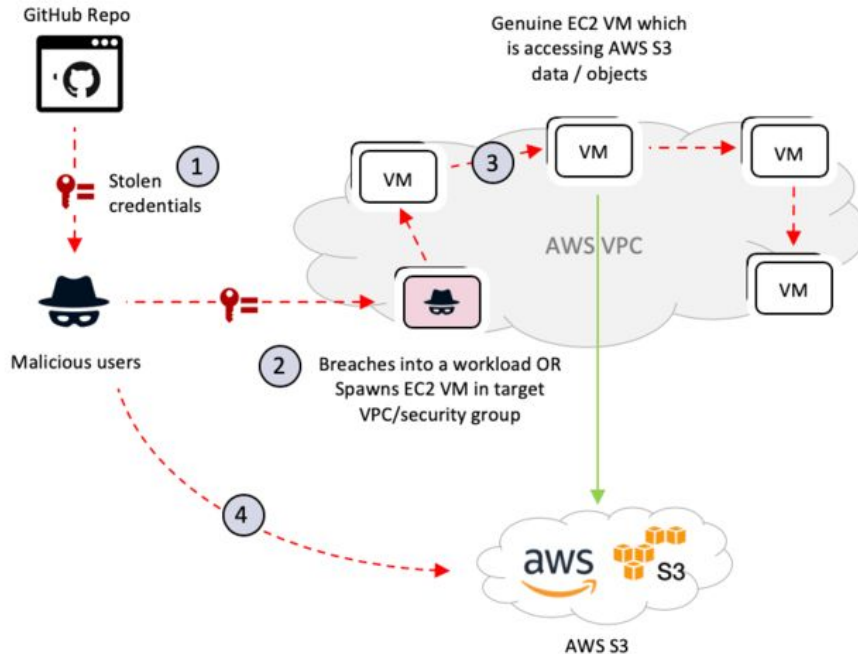 GitHub Repo
Genuine EC2 VM which
is accessing AWS S3
data / objects
1
Stolen
credentials
VM
3
VM
VM
AWS VPC
VM
Malicious users
2
Breaches into a workload OR
Spawns EC2 VM in target
VPC/security group
4
aws
S3
AWS S3